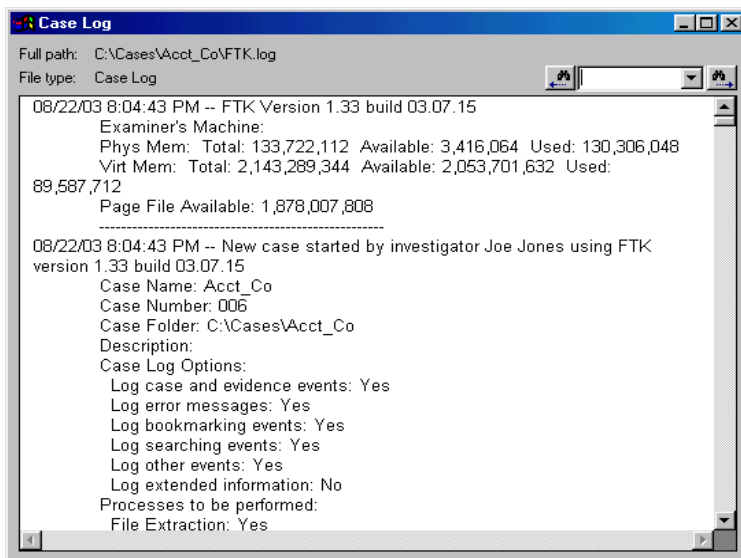 Case Log
Full path: C:\Cases\Acct_Co\FTK.log
File type: Case Log
08/22/03 8:04:43 PM -- FTK Version 1.33 build 03.07.15
Examiner's Machine:
Phys Mem: Total: 133,722,112 Available: 3,416,064 Used: 130,306,048
Virt Mem: Total: 2,143,289,344 Available: 2,053,701,632 Used:
89,587,712
Page File Available: 1,878,007,808
----------------------------------------------------
08/22/03 8:04:43 PM -- New case started by investigator Joe Jones using FTK
version 1.33 build 03.07.15
Case Name: Acct_Co
Case Number: 006
Case Folder: C:\Cases\Acct_Co
Description:
Case Log Options:
Log case and evidence events: Yes
Log error messages: Yes
Log bookmarking events: Yes
Log searching events: Yes
Log other events: Yes
Log extended information: No
Processes to be performed:
File Extraction: Yes